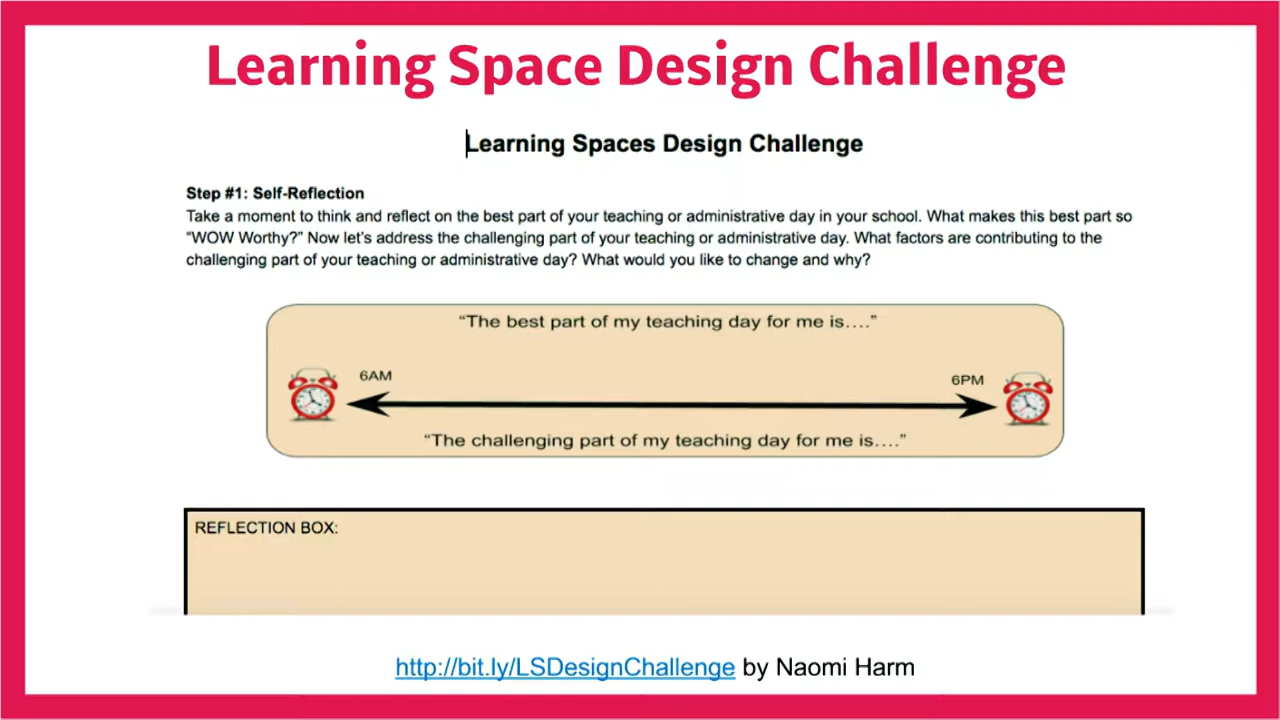 Learning Space Design Challenge
Learning Spaces Design Challenge
Step #1: Self-Reflection
Take a moment to think and reflect on the best part of your teaching or administrative day in your school. What makes this best part so
“WOW Worthy?” Now let’s address the challenging part of your teaching or administrative day. What factors are contributing to the
challenging part of your teaching or administrative day? What would you like to change and why?
“The best part of my teaching day for me is….”
6AM
6PM
“The challenging part of my teaching day for me is….”
REFLECTION BOX:
http://bit.ly/LSDesignChallenge by Naomi Harm